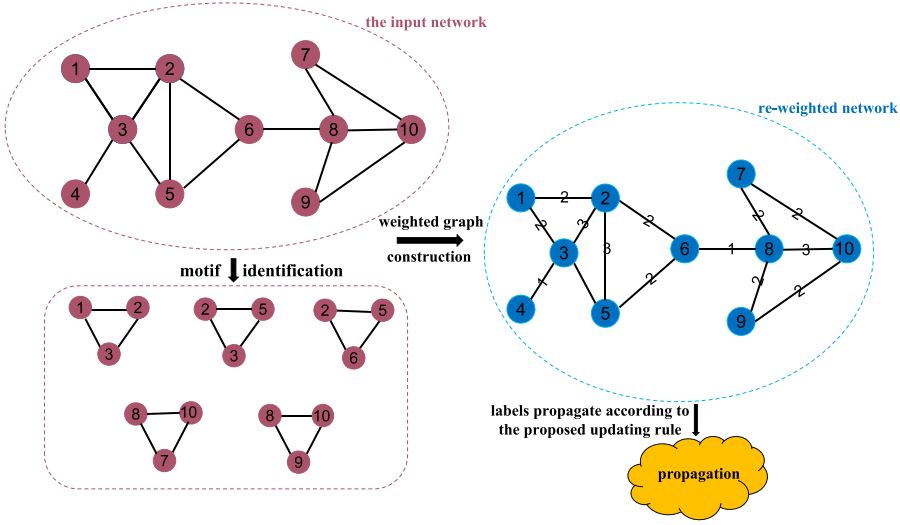 the input network
1 2 7
3 6 8 10
4 5 9
re-weighted network
weighted graph
construction
motif identification
1 2 2 5 2 5
3 3 6
8 10 8 10
7 9
7
1 2 2 2 2 2
2 3 3 2
3 6 1 8 3 10
1 2 2 2
4 5 9
labels propagate according to
the proposed updating rule
propagation